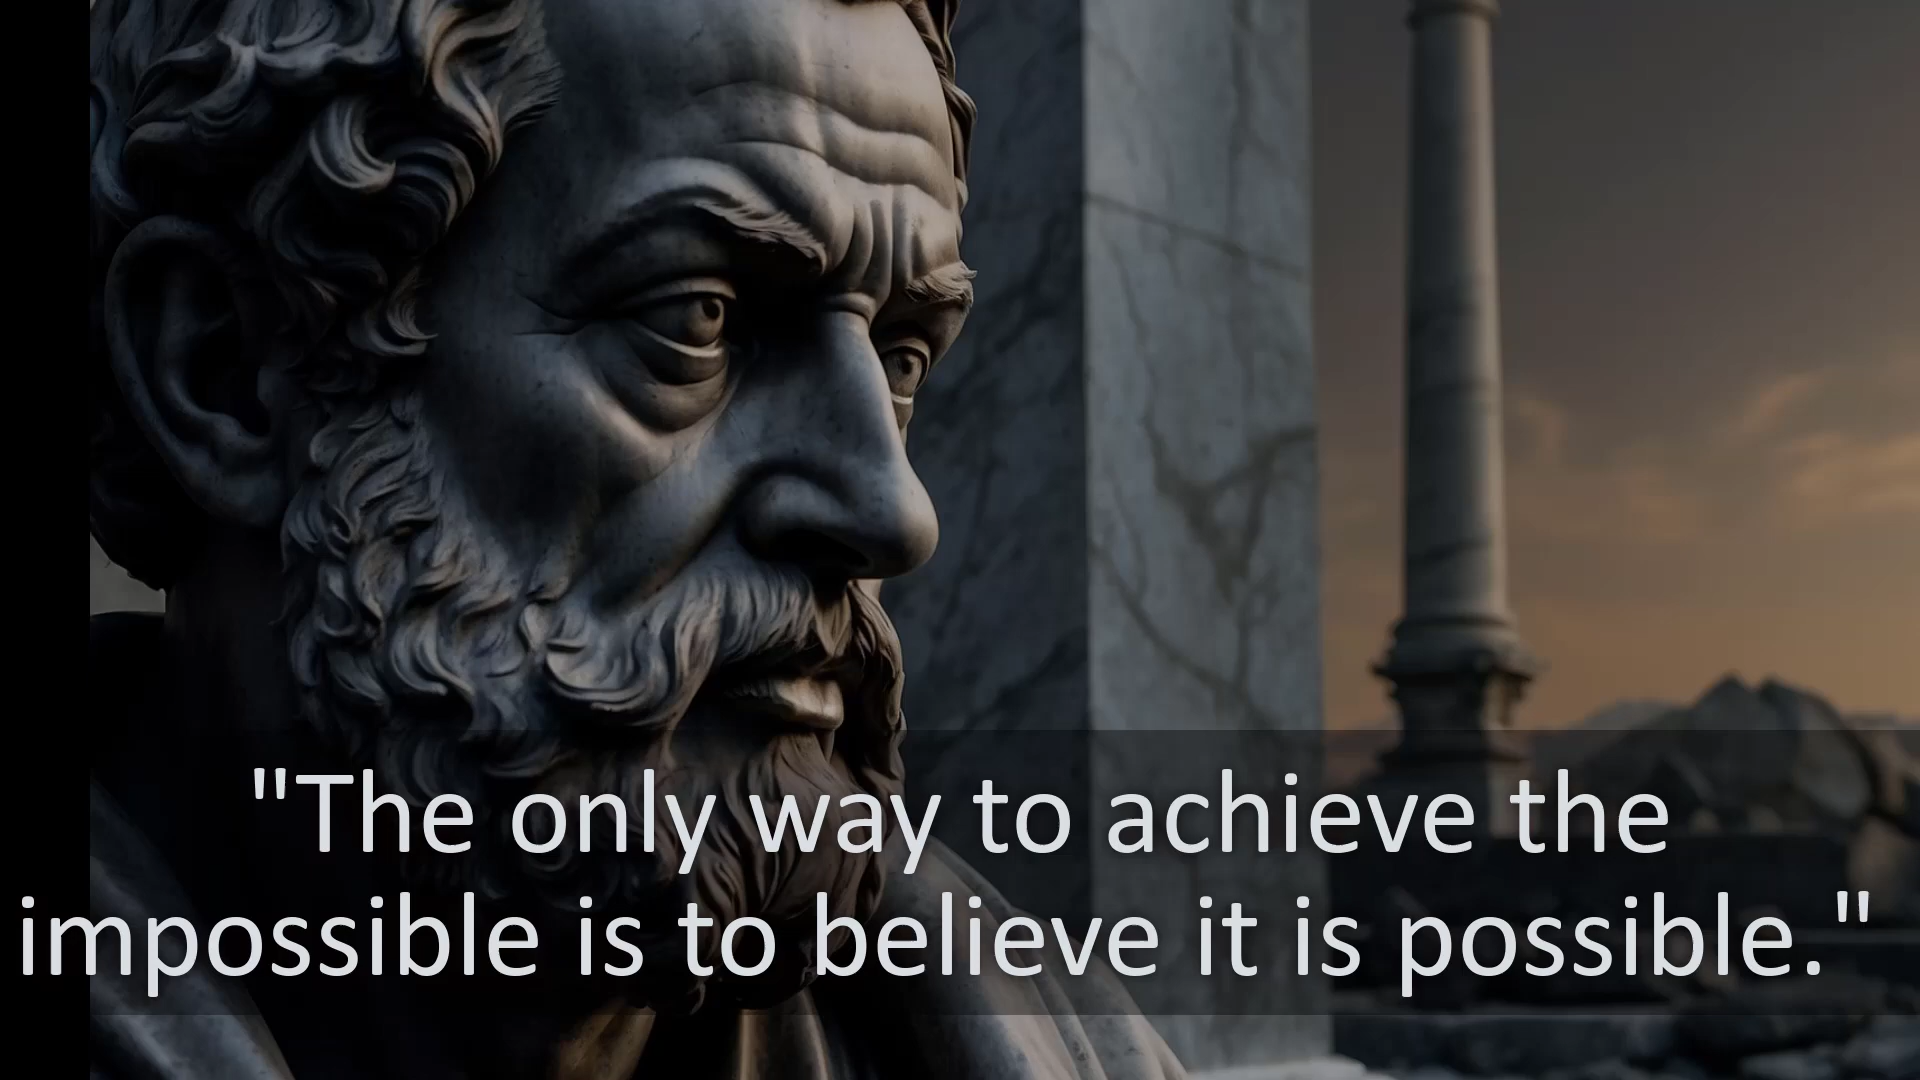 "The only way to achieve the
impossible is to believe it is possible."